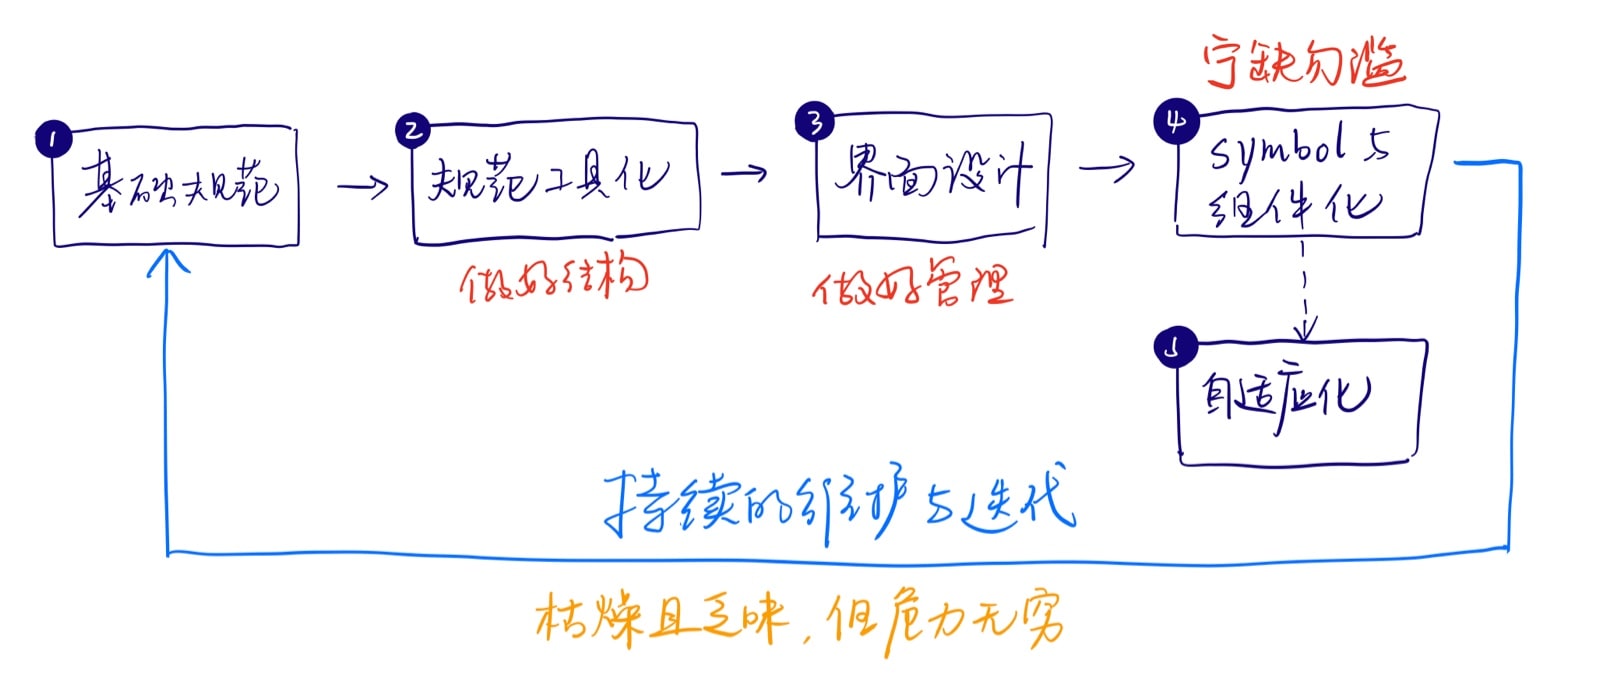 宁缺勿滥
1
基础规范
2
规范工具化
做好结构
3
界面设计
做好管理
4
symbol 与
组件化
5
自适应化
持续的维护与迭代
枯燥且乏味，但危力无穷